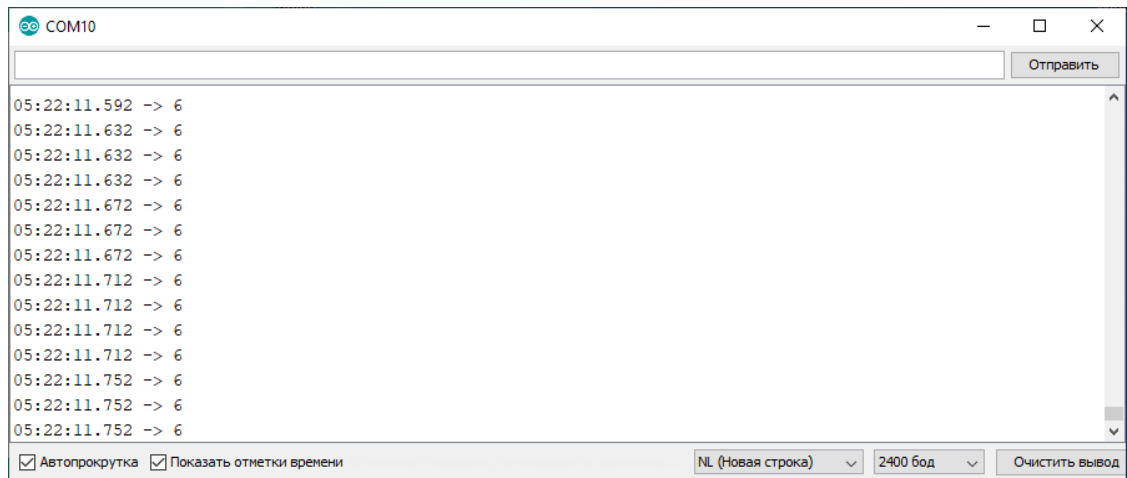 COM10
Отправить
05:22:11.592 -> 6
05:22:11.632 -> 6
05:22:11.632 -> 6
05:22:11.632 -> 6
05:22:11.672 -> 6
05:22:11.672 -> 6
05:22:11.672 -> 6
05:22:11.712 -> 6
05:22:11.712 -> 6
05:22:11.712 -> 6
05:22:11.712 -> 6
05:22:11.752 -> 6
05:22:11.752 -> 6
05:22:11.752 -> 6
Автопрокрутка Показать отметки времени NL (Новая строка) 2400 бод Очистить вывод